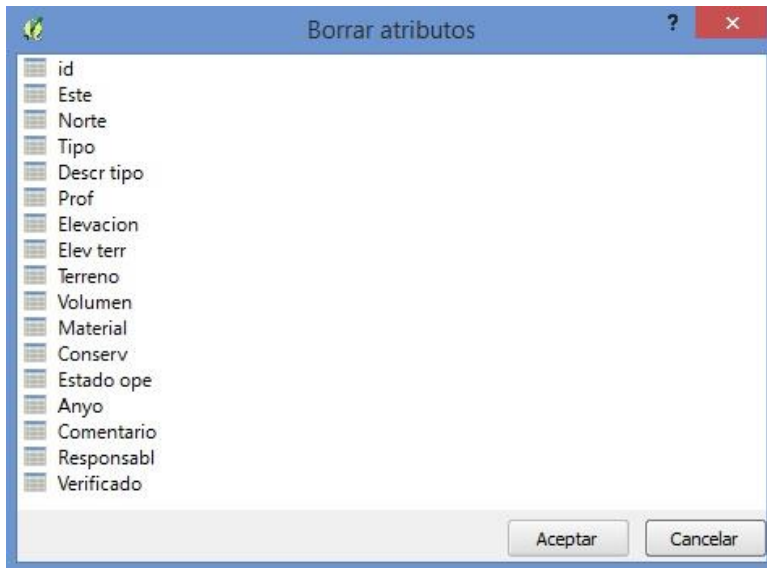 Borrar atributos
?
id
Este
Norte
Tipo
Descr tipo
Prof
Elevacion
Elev terr
Terreno
Volumen
Material
Conserv
Estado ope
Anyo
Comentario
Responsabl
Verificado
Aceptar
Cancelar